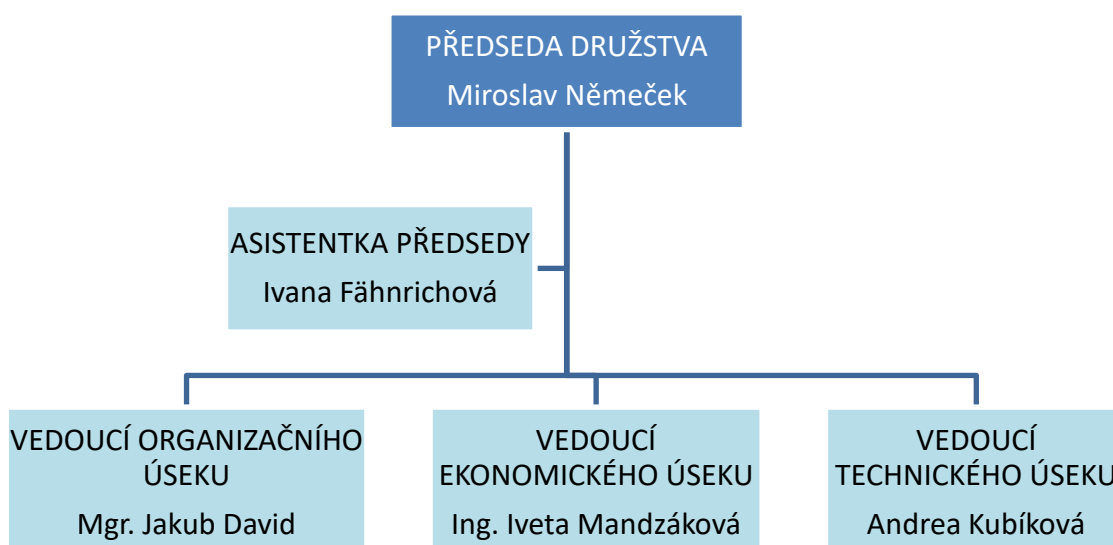 PŘEDSEDA DRUŽSTVA
Miroslav Němeček
ASISTENTKA PŘEDSEDY
Ivana Fähnrichová
VEDOUCÍ ORGANIZAČNÍHO
ÚSEKU
Mgr. Jakub David
VEDOUCÍ
EKONOMICKÉHO ÚSEKU
Ing. Iveta Mandzáková
VEDOUCÍ
TECHNICKÉHO ÚSEKU
Andrea Kubíková